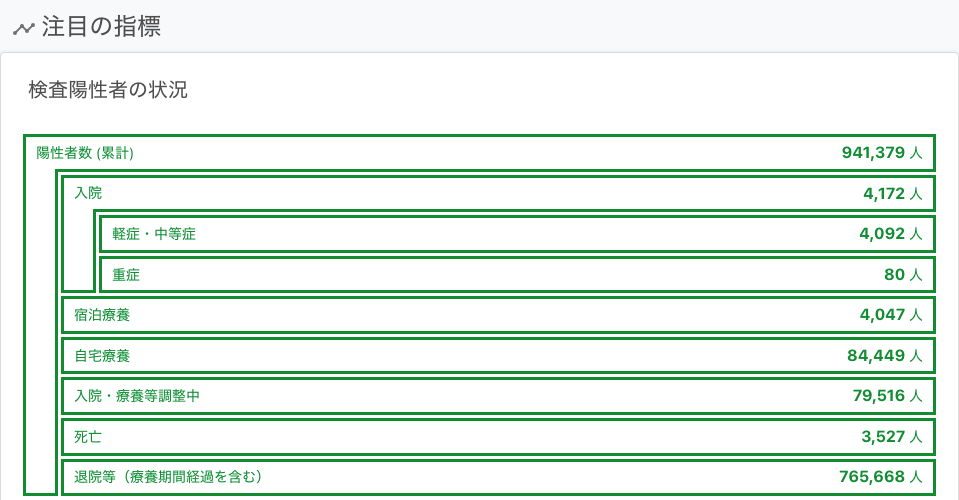 注目の指標
検査陽性者の状況
陽性者数 (累計) 941,379 人
入院 4,172 人
軽症・中等症 4,092 人
重症 80 人
宿泊療養 4,047 人
自宅療養 84,449 人
入院・療養等調整中 79,516 人
死亡 3,527 人
退院等（療養期間経過を含む） 765,668 人